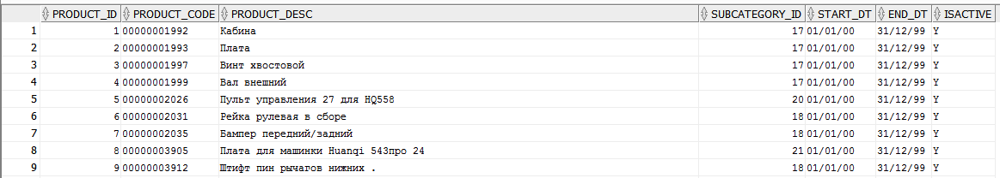 PRODUCT_ID PRODUCT_CODE PRODUCT_DESC SUBCATEGORY_ID START_DT END_DT ISACTIVE
1 1 00000001992 Кабина 17 01/01/00 31/12/99 Y
2 2 00000001993 Плата 17 01/01/00 31/12/99 Y
3 3 00000001997 Винт хвостовой 17 01/01/00 31/12/99 Y
4 4 00000001999 Вал внешний 17 01/01/00 31/12/99 Y
5 5 00000002026 Пульт управления 27 для HQ558 20 01/01/00 31/12/99 Y
6 6 00000002031 Рейка рулевая в сборе 18 01/01/00 31/12/99 Y
7 7 00000002035 Бампер передний/задний 18 01/01/00 31/12/99 Y
8 8 00000003905 Плата для машинки Huanqi 543про 24 21 01/01/00 31/12/99 Y
9 9 00000003912 Штифт пин рычагов нижних . 18 01/01/00 31/12/99 Y